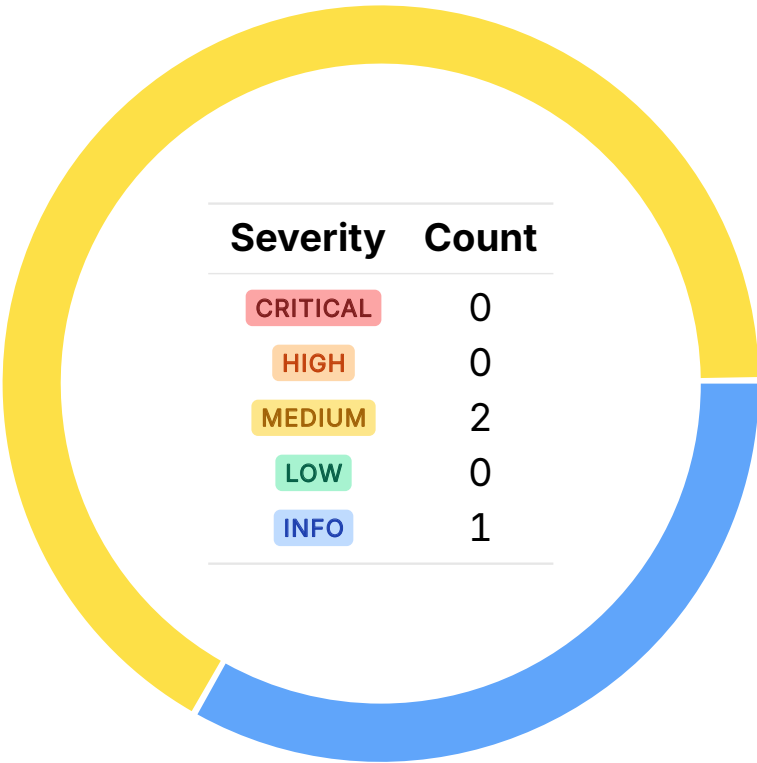 Severity Count
CRITICAL 0
HIGH 0
MEDIUM 2
LOW 0
INFO 1